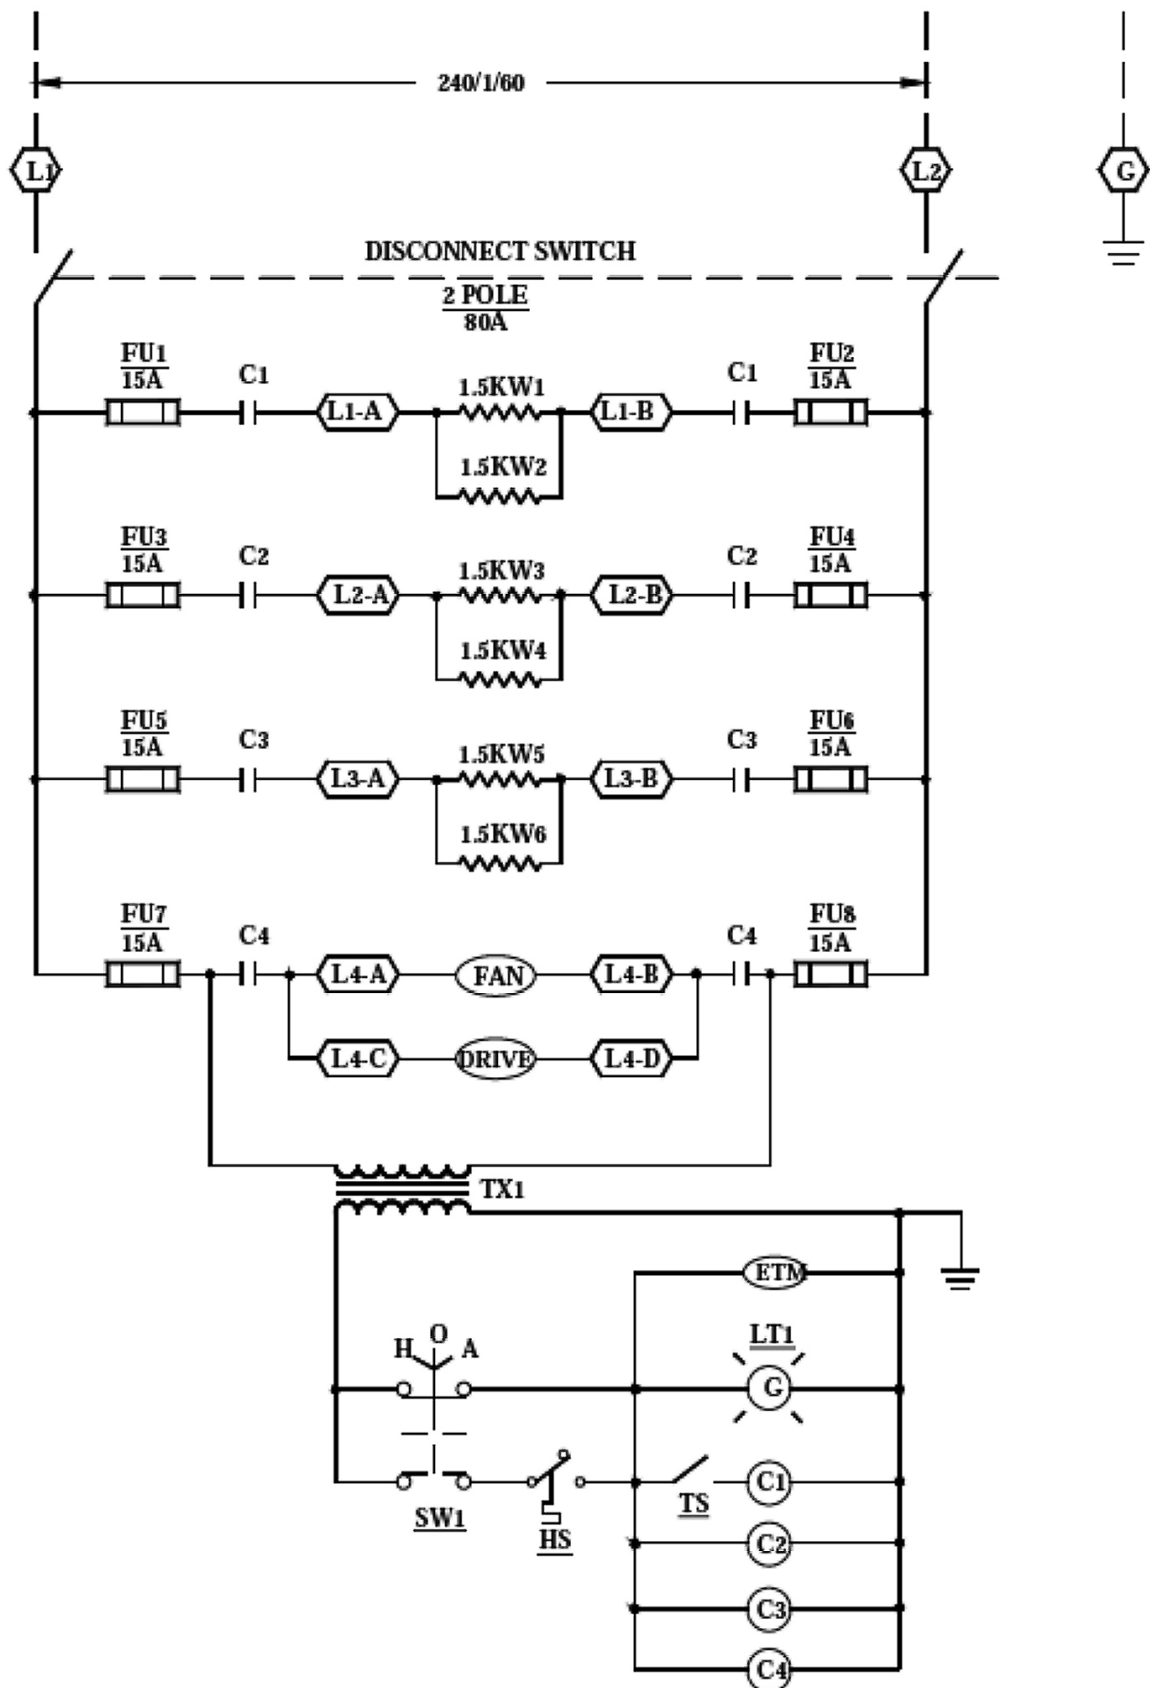 240/1/60
L1
L2
G
DISCONNECT SWITCH
2 POLE
80A
FU1
15A
C1
1.5KW1
C1
FU2
15A
L1-A
L1-B
1.5KW2
FU3
15A
C2
1.5KW3
C2
FU4
15A
L2-A
L2-B
1.5KW4
FU5
15A
C3
1.5KW5
C3
FU6
15A
L3-A
L3-B
1.5KW6
FU7
15A
C4
C4
FU8
15A
L4-A
FAN
L4-B
L4-C
DRIVE
L4-D
TX1
ETM
LT1
H
O
A
G
SW1
HS
TS
C1
C2
C3
C4